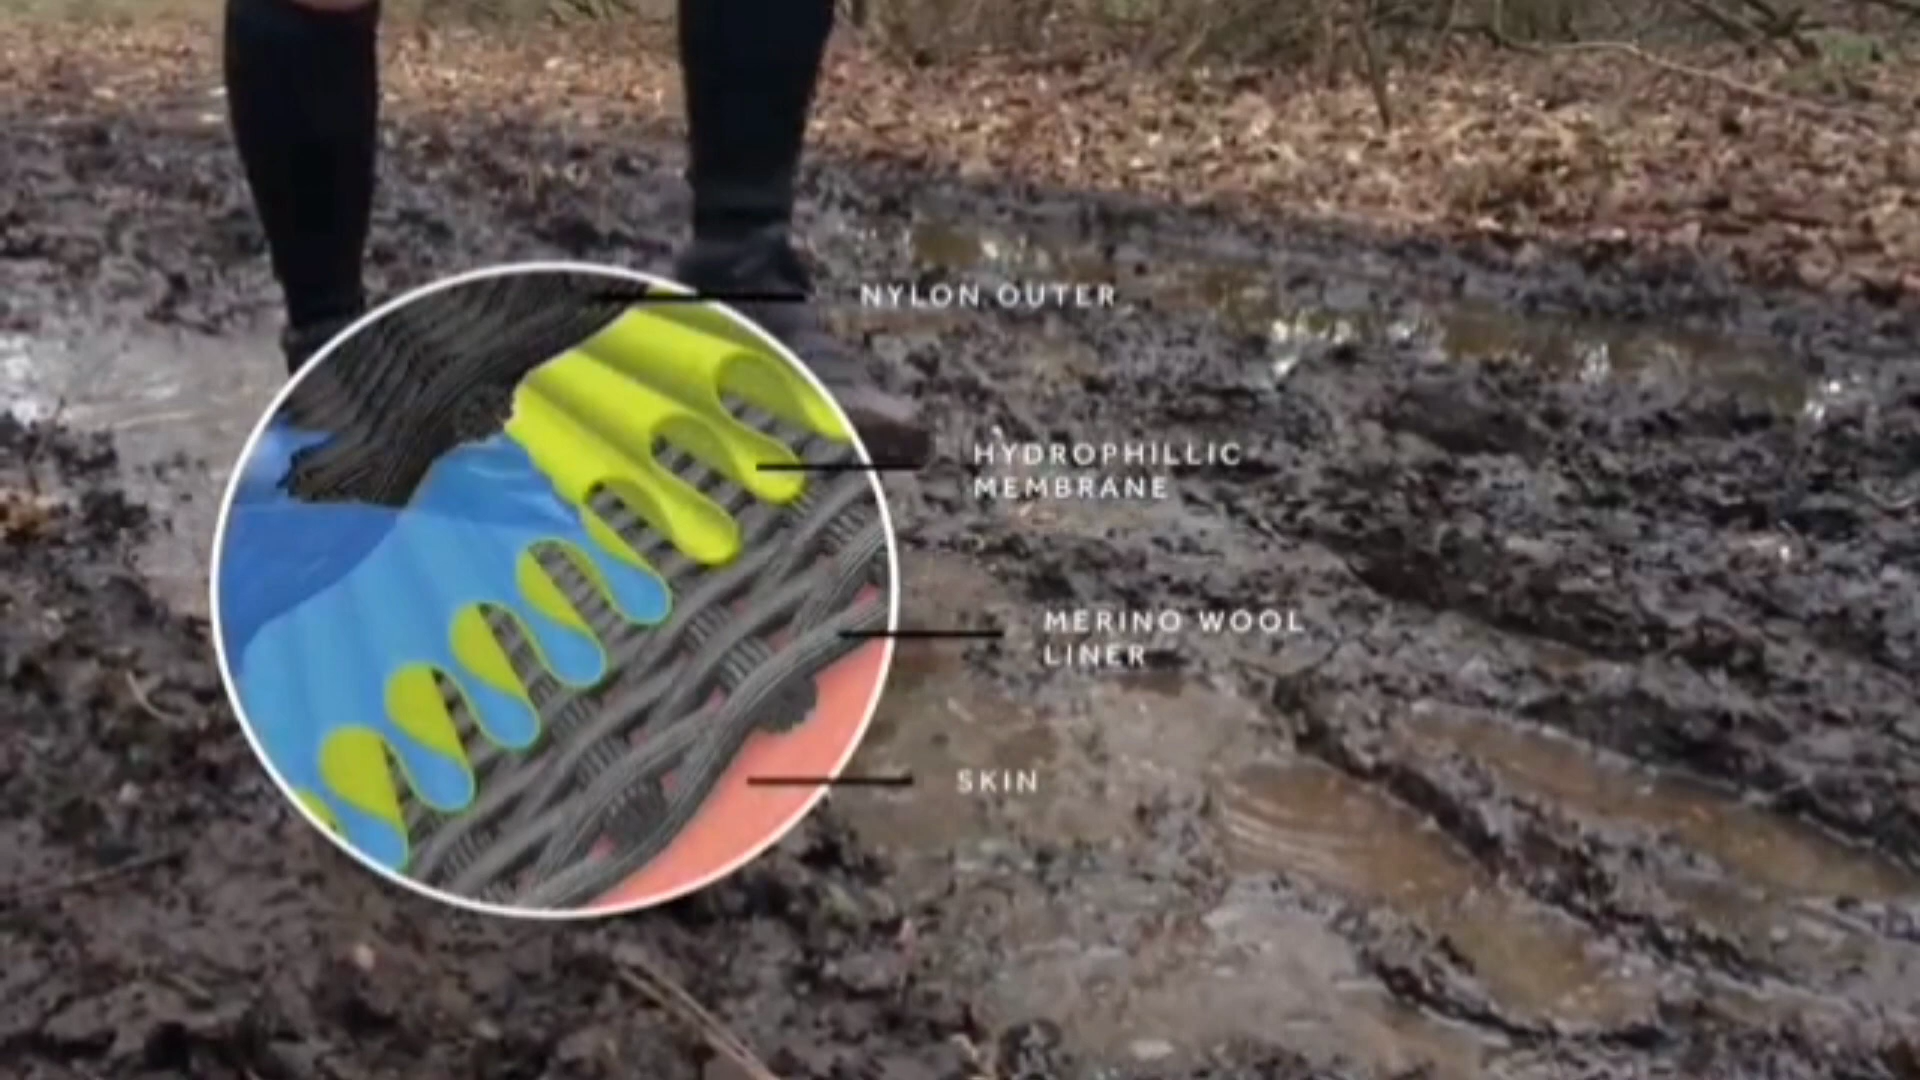 NYLON OUTER
HYDROPHILLIC
MEMBRANE
MERINO WOOL
LINER
SKIN